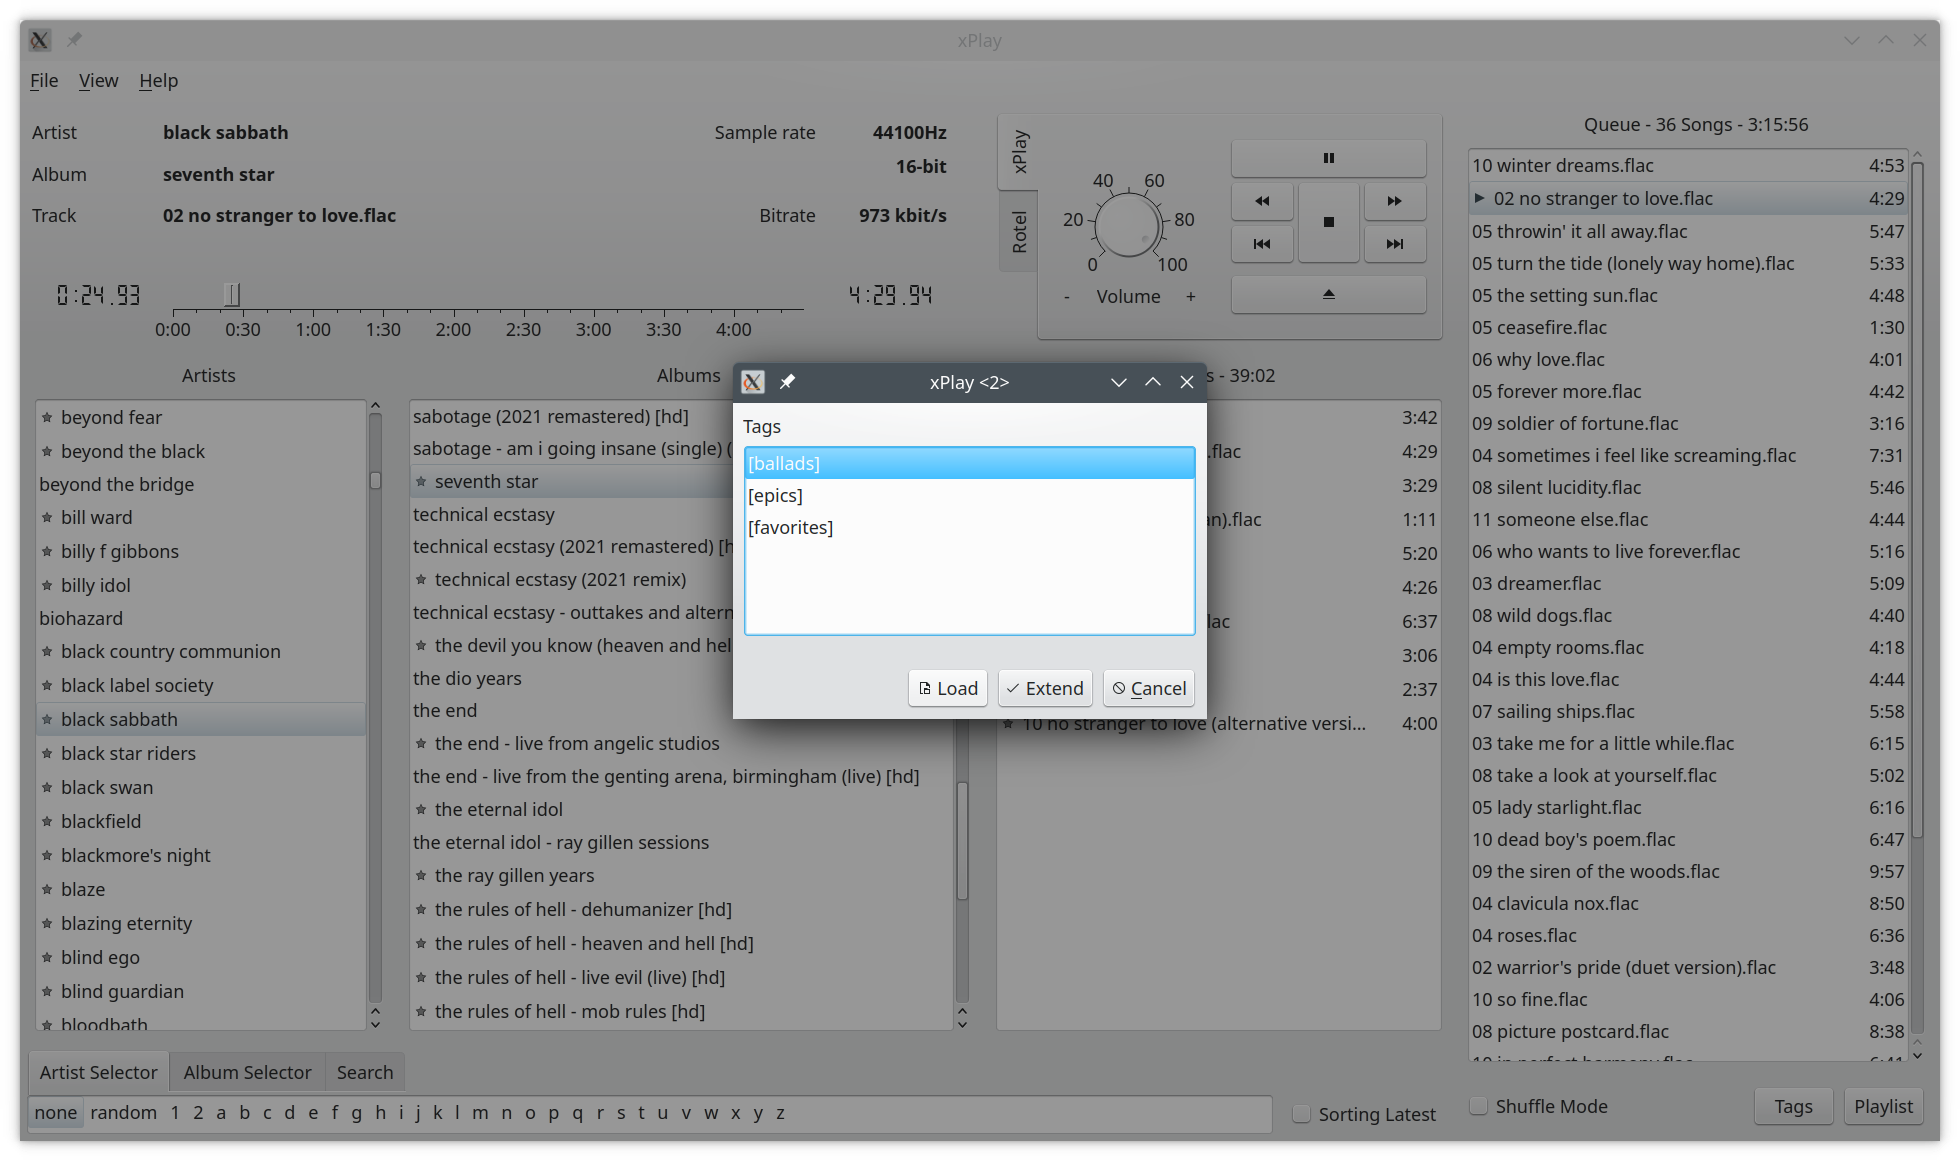 xPlay
File View Help
Artist black sabbath
Album seventh star
Track 02 no stranger to love.flac
Sample rate 44100Hz
16-bit
Bitrate 973 kbit/s
0:24.93
4:29.94
0:00 0:30 1:00 1:30 2:00 2:30 3:00 3:30 4:00
xPlay
Rotel
0 20 40 60 80 100
- Volume +
Queue - 36 Songs - 3:15:56
10 winter dreams.flac 4:53
02 no stranger to love.flac 4:29
05 throwin' it all away.flac 5:47
05 turn the tide (lonely way home).flac 5:33
05 the setting sun.flac 4:48
05 ceasefire.flac 1:30
06 why love.flac 4:01
05 forever more.flac 4:42
09 soldier of fortune.flac 3:16
04 sometimes i feel like screaming.flac 7:31
08 silent lucidity.flac 5:46
11 someone else.flac 4:44
06 who wants to live forever.flac 5:16
03 dreamer.flac 5:09
08 wild dogs.flac 4:40
04 empty rooms.flac 4:18
04 is this love.flac 4:44
07 sailing ships.flac 5:58
03 take me for a little while.flac 6:15
08 take a look at yourself.flac 5:02
05 lady starlight.flac 6:16
10 dead boy's poem.flac 6:47
09 the siren of the woods.flac 9:57
04 clavicula nox.flac 8:50
04 roses.flac 6:36
02 warrior's pride (duet version).flac 3:48
10 so fine.flac 4:06
08 picture postcard.flac 8:38
10 in perfect harmony.flac 6:41
Artists
beyond fear
beyond the black
beyond the bridge
bill ward
billy f gibbons
billy idol
biohazard
black country communion
black label society
black sabbath
black star riders
black swan
blackfield
blackmore's night
blaze
blazing eternity
blind ego
blind guardian
bloodbath
Albums
sabotage (2021 remastered) [hd]
sabotage - am i going insane (single) (
seventh star
technical ecstasy
technical ecstasy (2021 remastered) [h
technical ecstasy (2021 remix)
technical ecstasy - outtakes and altern
the devil you know (heaven and hel
the dio years
the end
the end - live from angelic studios
the end - live from the genting arena, birmingham (live) [hd]
the eternal idol
the eternal idol - ray gillen sessions
the ray gillen years
the rules of hell - dehumanizer [hd]
the rules of hell - heaven and hell [hd]
the rules of hell - live evil (live) [hd]
the rules of hell - mob rules [hd]
s - 39:02
3:42
.flac 4:29
3:29
an).flac 1:11
5:20
4:26
lac 6:37
3:06
2:37
10 no stranger to love (alternative versi... 4:00
xPlay <2>
Tags
[ballads]
[epics]
[favorites]
Load Extend Cancel
Artist Selector Album Selector Search
none random 1 2 a b c d e f g h i j k l m n o p q r s t u v w x y z
Sorting Latest
Shuffle Mode
Tags Playlist